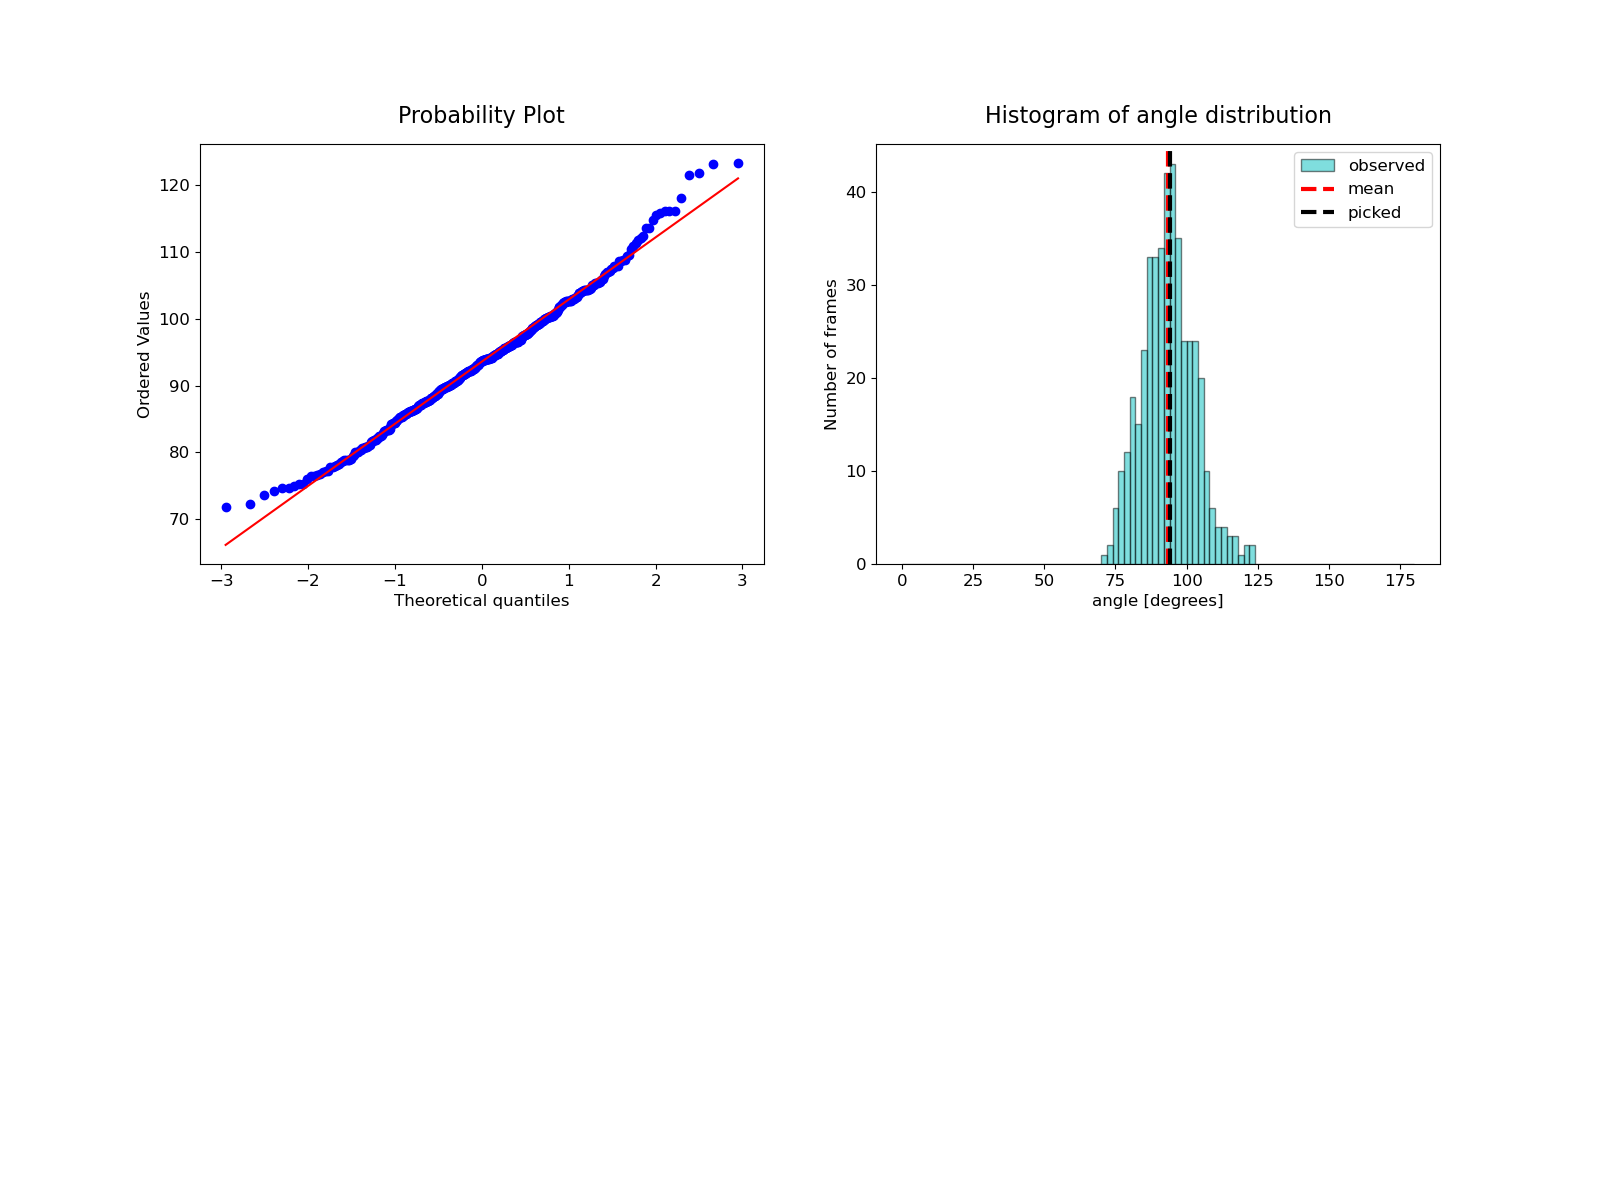 Probability Plot
Ordered Values
120
110
100
90
80
70
−3 −2 −1 0 1 2 3
Theoretical quantiles
Histogram of angle distribution
Number of frames
40
30
20
10
0
observed
mean
picked
0 25 50 75 100 125 150 175
angle [degrees]